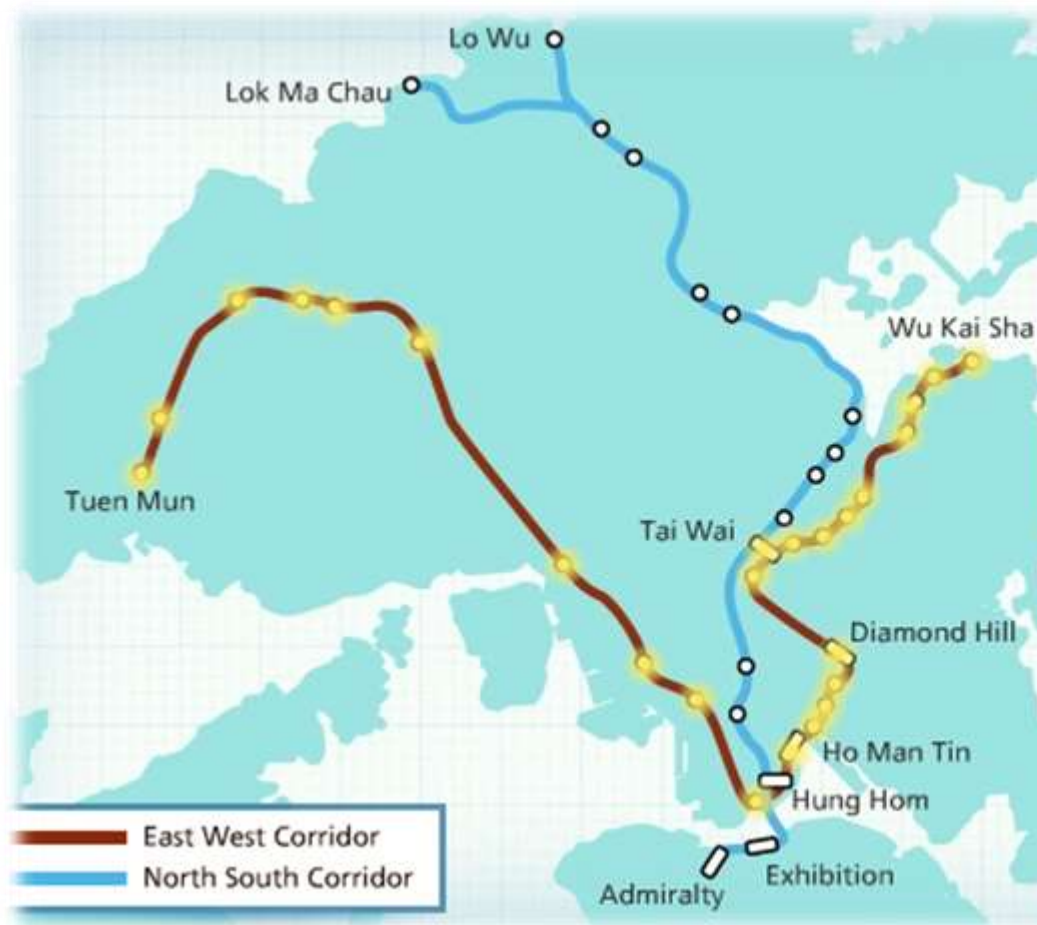 Lo Wu
Lok Ma Chau
Wu Kai Sha
Tuen Mun
Tai Wai
Diamond Hill
Ho Man Tin
Hung Hom
Exhibition
Admiralty
East West Corridor
North South Corridor